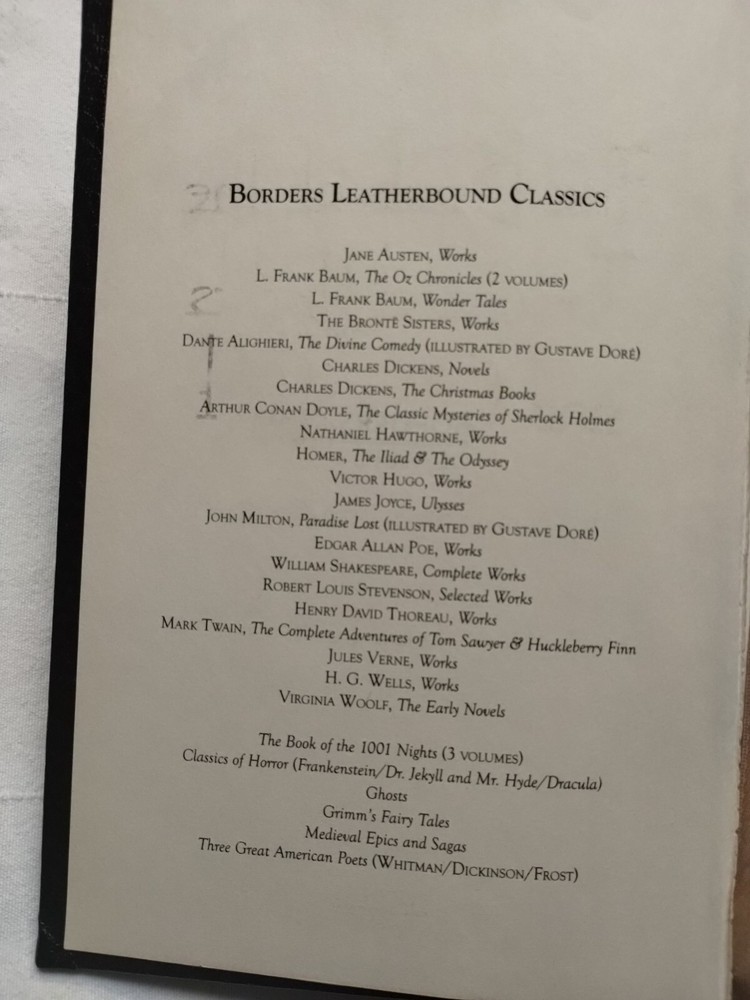 BORDERS LEATHERBOUND CLASSICS
JANE AUSTEN, Works
L. FRANK BAUM, The Oz Chronicles (2 VOLUMES)
L. FRANK BAUM, Wonder Tales
THE BRONTË SISTERS, Works
DANTE ALIGHIERI, The Divine Comedy (ILLUSTRATED BY GUSTAVE DORÉ)
CHARLES DICKENS, Novels
CHARLES DICKENS, The Christmas Books
ARTHUR CONAN DOYLE, The Classic Mysteries of Sherlock Holmes
NATHANIEL HAWTHORNE, Works
HOMER, The Iliad & The Odyssey
VICTOR HUGO, Works
JAMES JOYCE, Ulysses
JOHN MILTON, Paradise Lost (ILLUSTRATED BY GUSTAVE DORÉ)
EDGAR ALLAN POE, Works
WILLIAM SHAKESPEARE, Complete Works
ROBERT LOUIS STEVENSON, Selected Works
HENRY DAVID THOREAU, Works
MARK TWAIN, The Complete Adventures of Tom Sawyer & Huckleberry Finn
JULES VERNE, Works
H. G. WELLS, Works
VIRGINIA WOOLF, The Early Novels
The Book of the 1001 Nights (3 VOLUMES)
Classics of Horror (Frankenstein/Dr. Jekyll and Mr. Hyde/Dracula)
Ghosts
Grimm's Fairy Tales
Medieval Epics and Sagas
Three Great American Poets (WHITMAN/DICKINSON/FROST)